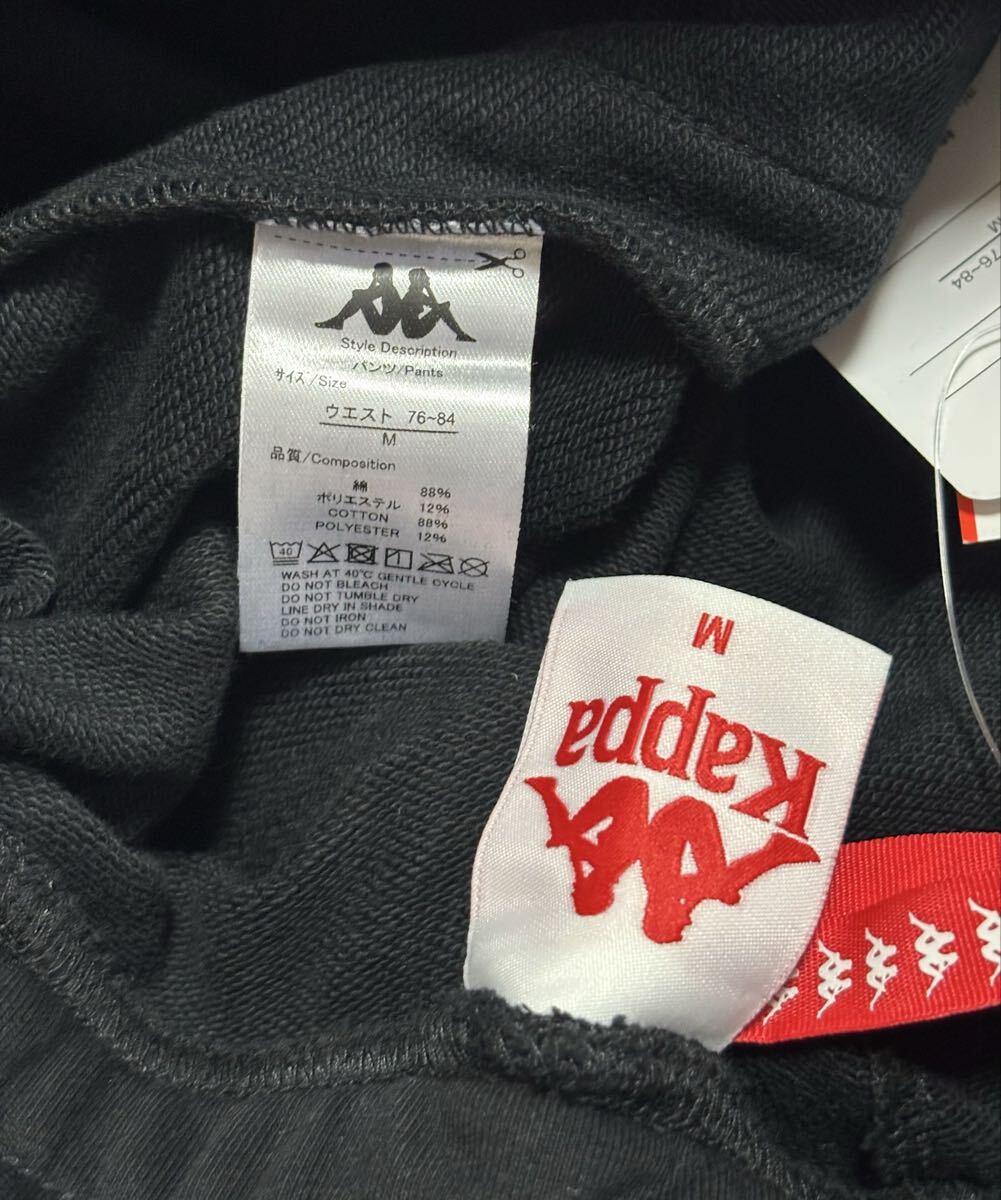 Style Description
パンツ/Pants
サイズ/Size
ウエスト 76~84
M
品質/Composition
綿 88%
ポリエステル 12%
COTTON 88%
POLYESTER 12%
40
WASH AT 40℃ GENTLE CYCLE
DO NOT BLEACH
DO NOT TUMBLE DRY
LINE DRY IN SHADE
DO NOT IRON
DO NOT DRY CLEAN
M
Kappa
M
76~84